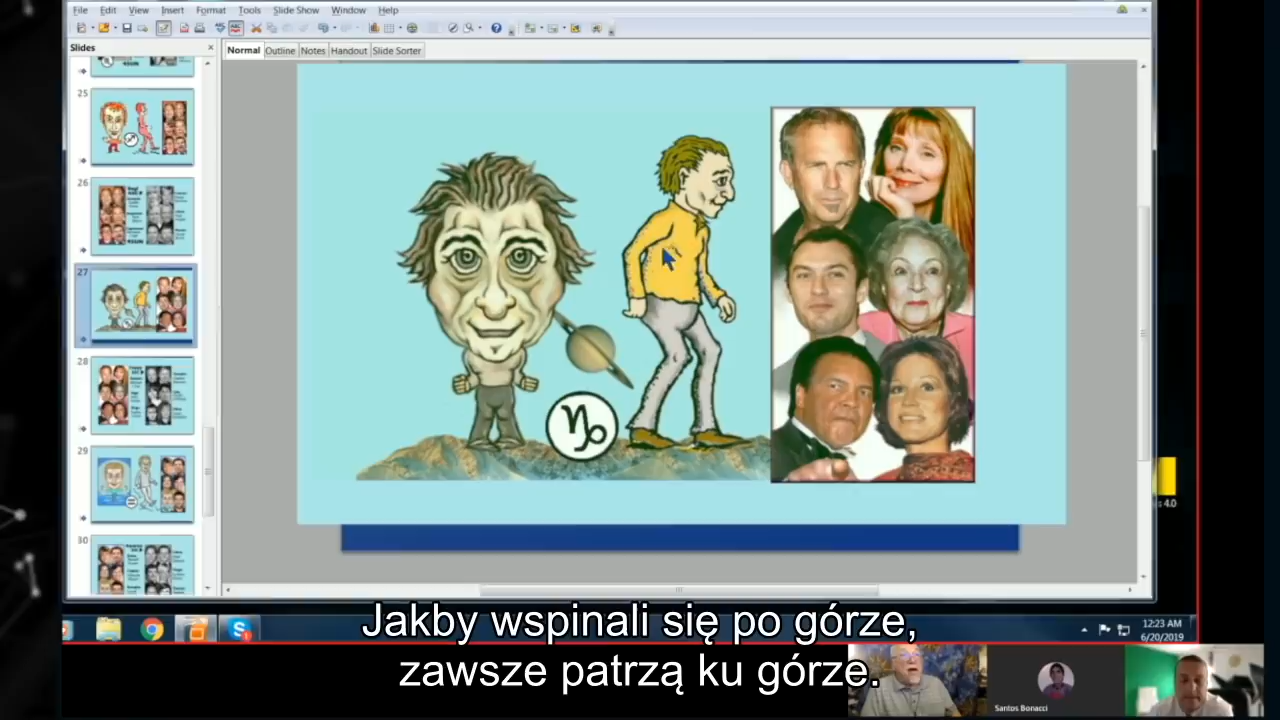 File Edit View Insert Format Tools Slide Show Window Help
Slides
Normal Outline Notes Handout Slide Sorter
25
26
27
28
29
30
12:23 AM
6/20/2019
Jakby wspinali się po górze,
zawsze patrzą ku górze.
Santos Bonacci